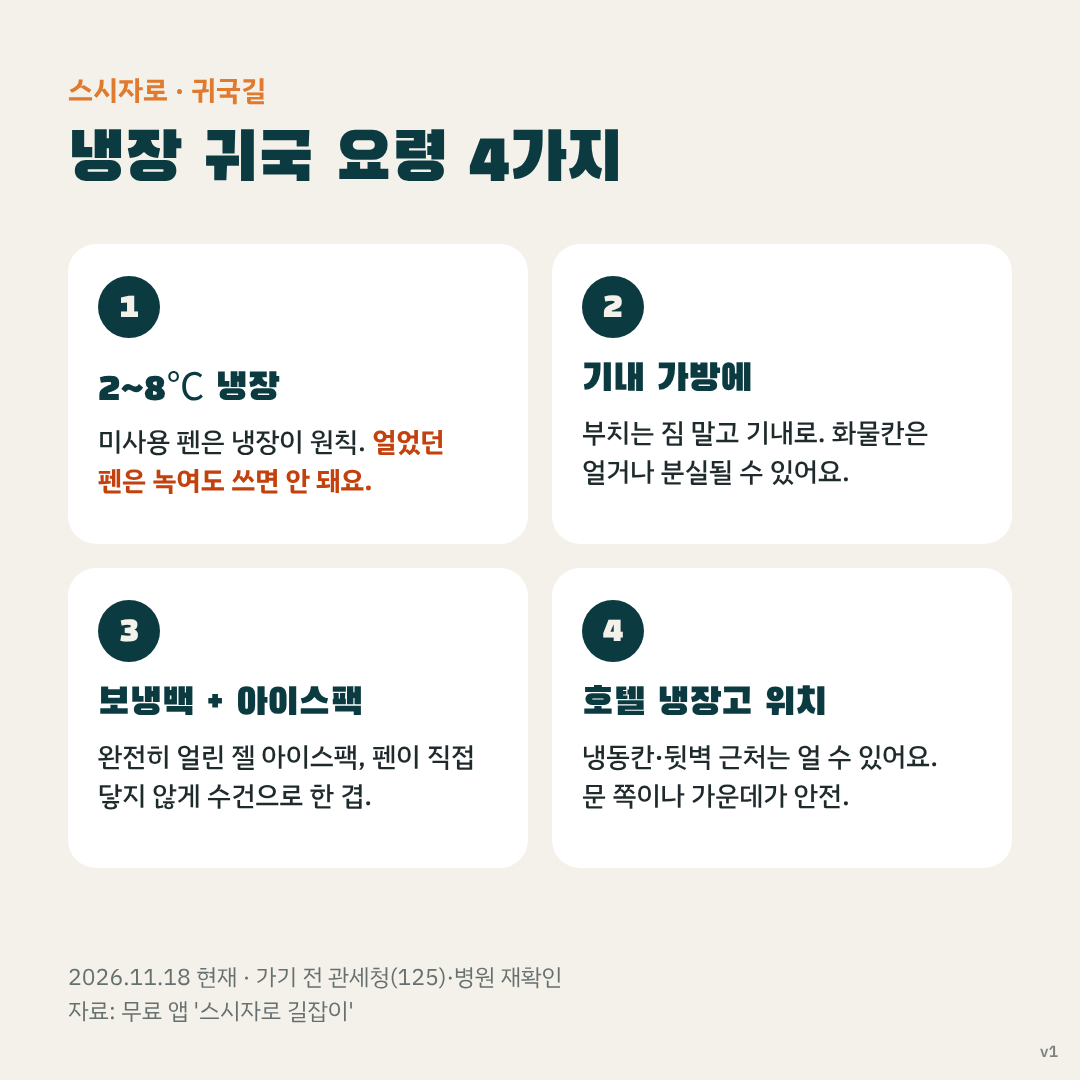 스시자로 · 귀국길
냉장 귀국 요령 4가지
1
2~8℃ 냉장
미사용 펜은 냉장이 원칙. 얼었던
펜은 녹여도 쓰면 안 돼요.
2
기내 가방에
부치는 짐 말고 기내로. 화물칸은
얼거나 분실될 수 있어요.
3
보냉백 + 아이스팩
완전히 얼린 젤 아이스팩, 펜이 직접
닿지 않게 수건으로 한 겹.
4
호텔 냉장고 위치
냉동칸·뒷벽 근처는 얼 수 있어요.
문 쪽이나 가운데가 안전.
2026.11.18 현재 · 가기 전 관세청(125)·병원 재확인
자료: 무료 앱 '스시자로 길잡이'
v1